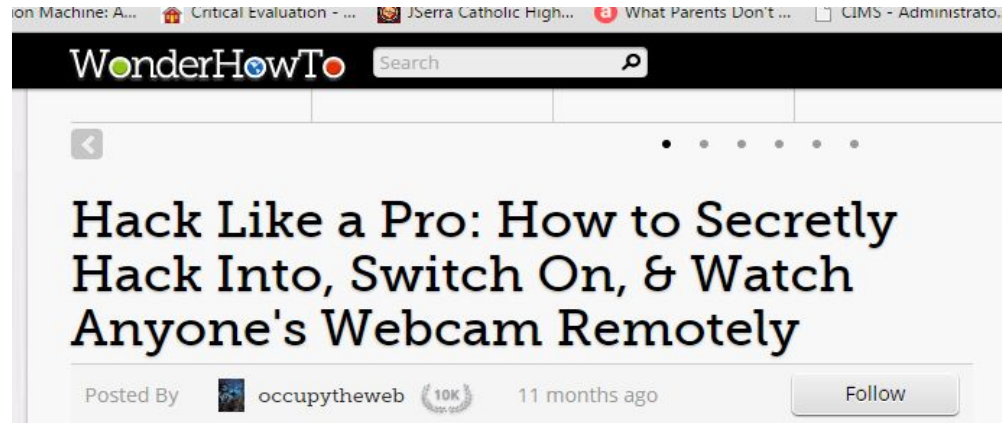 ion Machine: A... Critical Evaluation - ... JSerra Catholic High... What Parents Don't ... CIMS - Administrato.
WonderHowTo Search
Hack Like a Pro: How to Secretly
Hack Into, Switch On, & Watch
Anyone's Webcam Remotely
Posted By occupytheweb 10K 11 months ago Follow